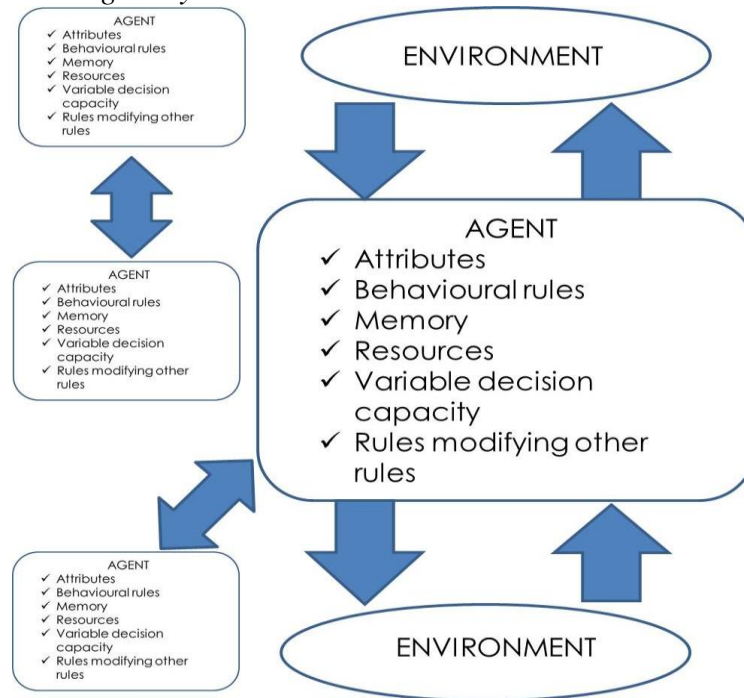 AGENT
✓ Attributes
✓ Behavioural rules
✓ Memory
✓ Resources
✓ Variable decision
capacity
✓ Rules modifying other
rules
ENVIRONMENT
AGENT
✓ Attributes
✓ Behavioural rules
✓ Memory
✓ Resources
✓ Variable decision
capacity
✓ Rules modifying other
rules
AGENT
✓ Attributes
✓ Behavioural rules
✓ Memory
✓ Resources
✓ Variable decision
capacity
✓ Rules modifying other
rules
AGENT
✓ Attributes
✓ Behavioural rules
✓ Memory
✓ Resources
✓ Variable decision
capacity
✓ Rules modifying other
rules
ENVIRONMENT